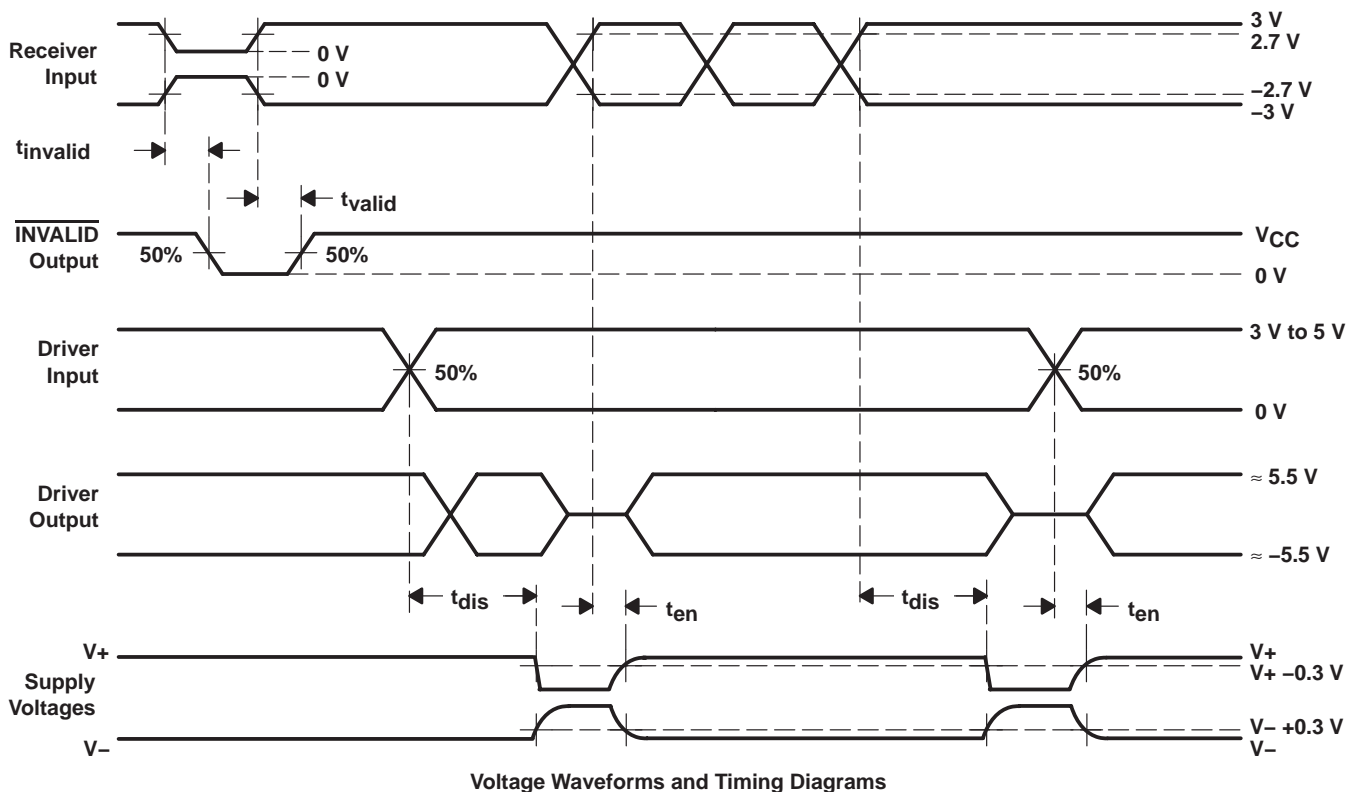 3 V
2.7 V
Receiver
Input
0 V
0 V
–2.7 V
–3 V
tinvalid
tvalid
INVALID
Output
50%
50%
VCC
0 V
Driver
Input
50%
50%
3 V to 5 V
0 V
Driver
Output
≈ 5.5 V
≈ –5.5 V
tdis
ten
tdis
ten
V+
Supply
Voltages
V–
V+
V+ –0.3 V
V– +0.3 V
V–
Voltage Waveforms and Timing Diagrams